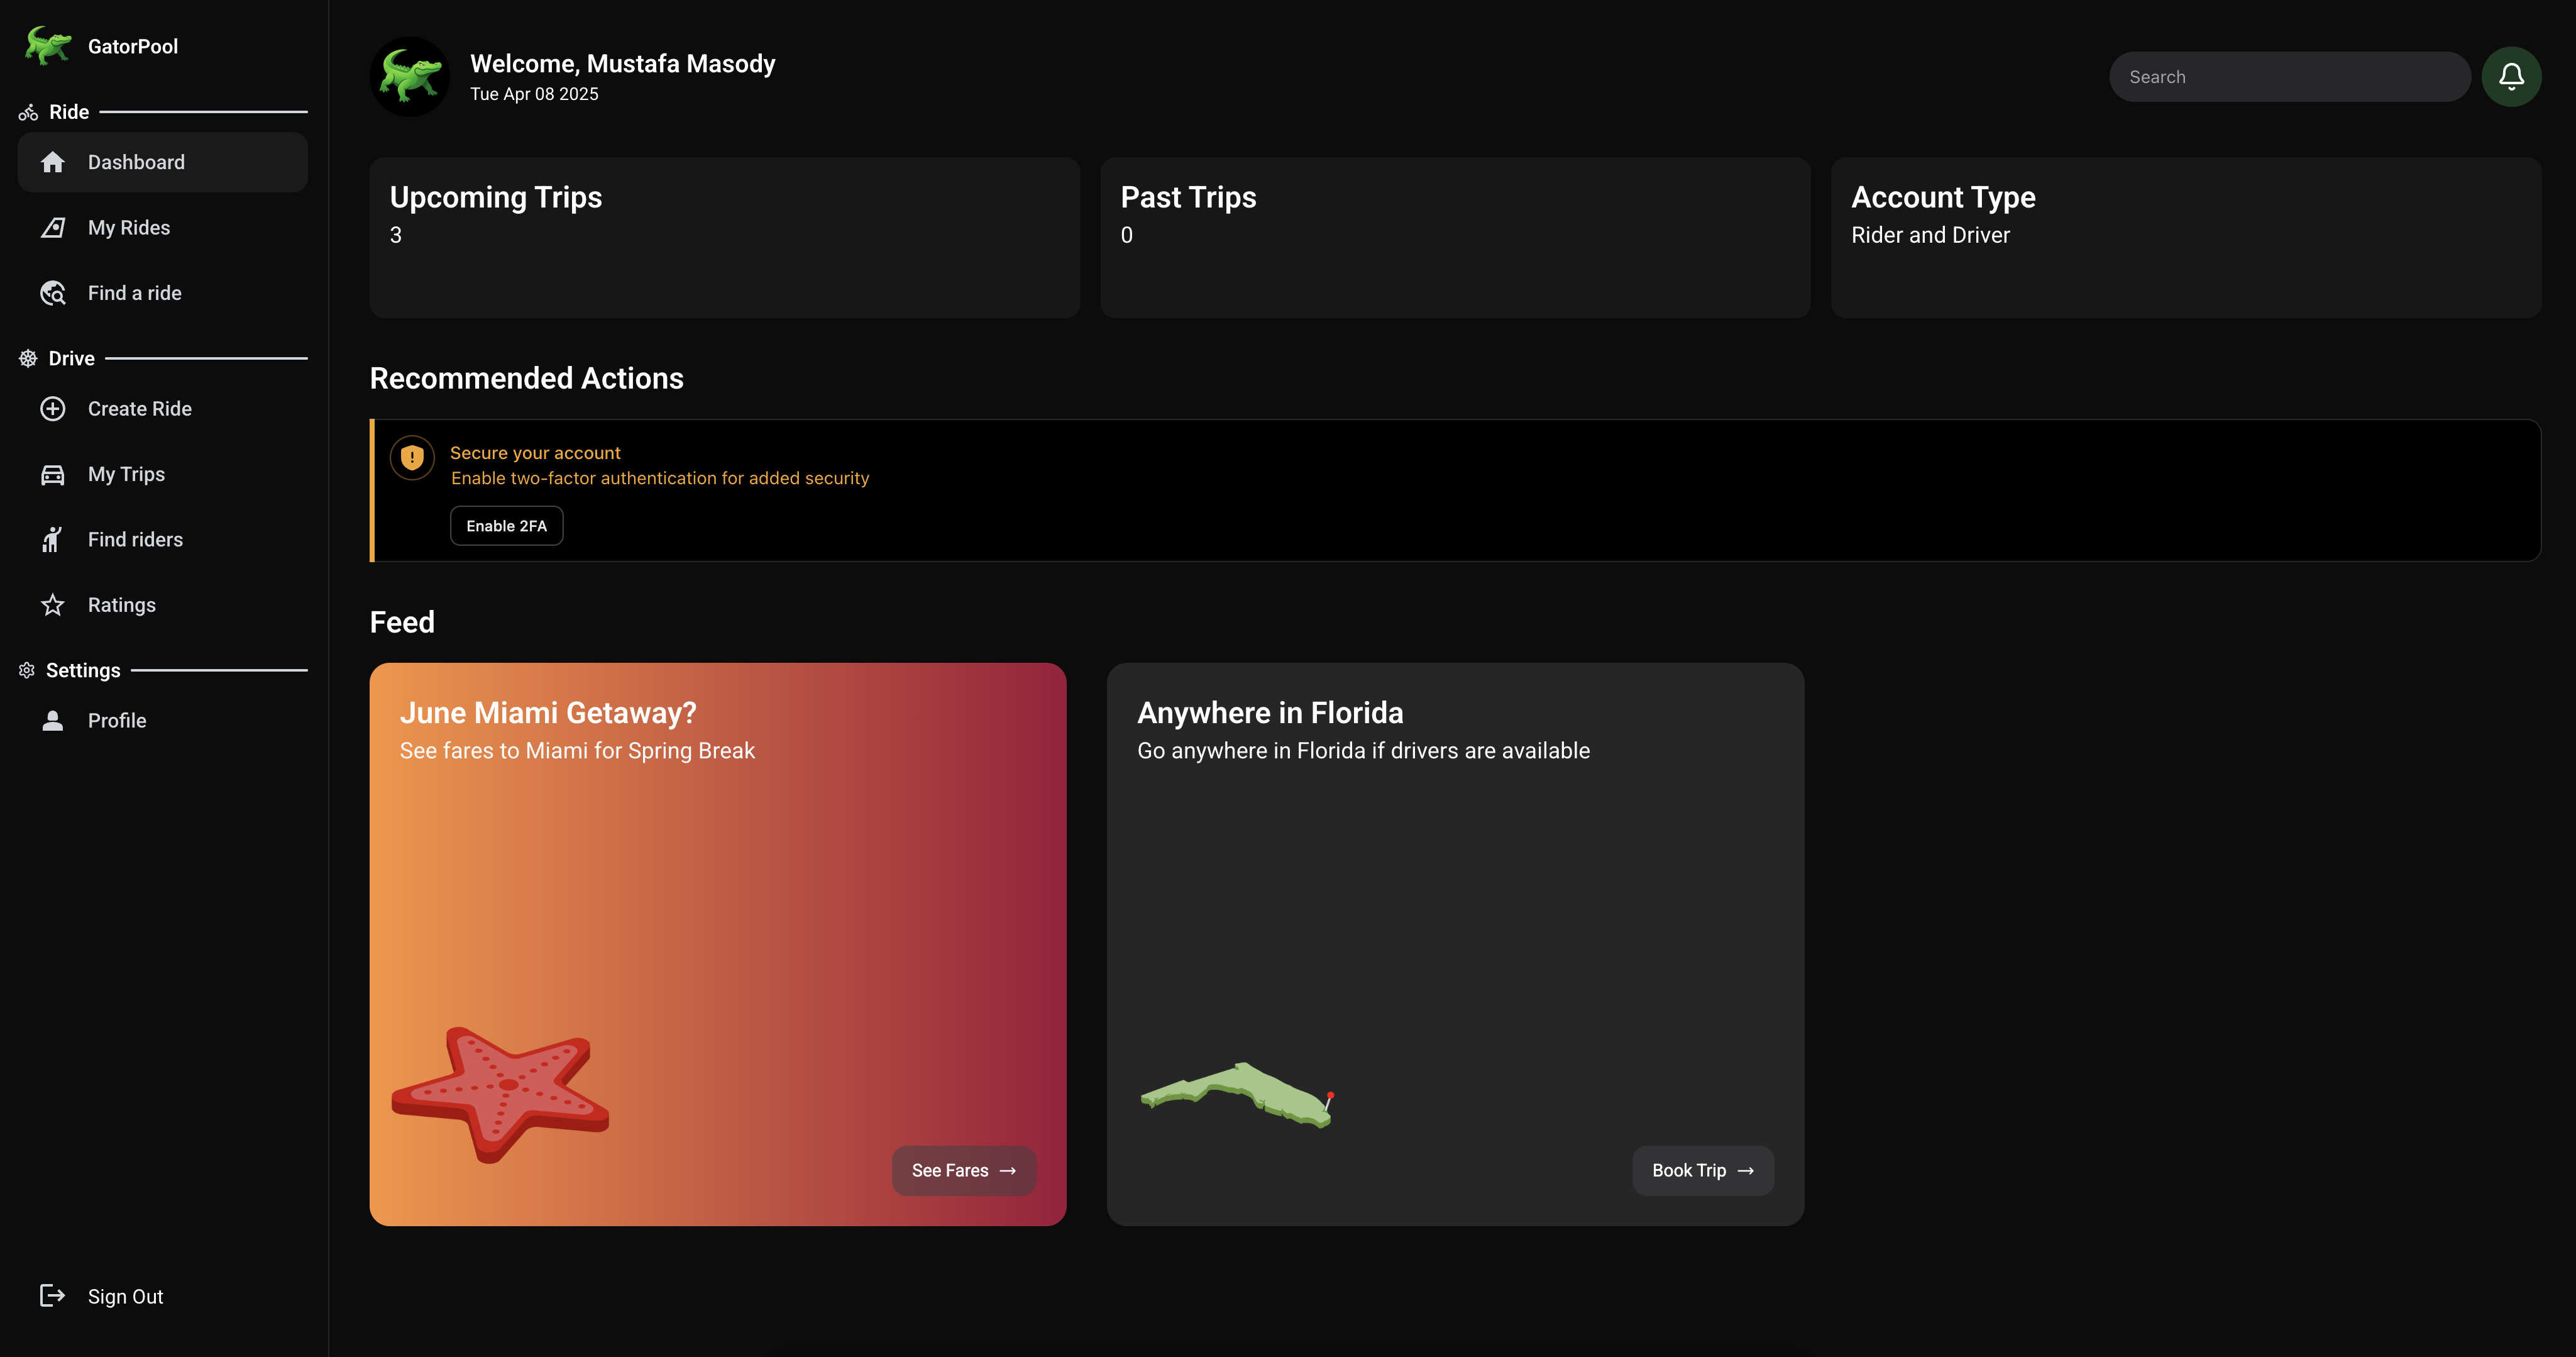 GatorPool
Ride
Dashboard
My Rides
Find a ride
Drive
Create Ride
My Trips
Find riders
Ratings
Settings
Profile
Sign Out
Welcome, Mustafa Masody
Tue Apr 08 2025
Search
Upcoming Trips
3
Past Trips
0
Account Type
Rider and Driver
Recommended Actions
Secure your account
Enable two-factor authentication for added security
Enable 2FA
Feed
June Miami Getaway?
See fares to Miami for Spring Break
See Fares →
Anywhere in Florida
Go anywhere in Florida if drivers are available
Book Trip →